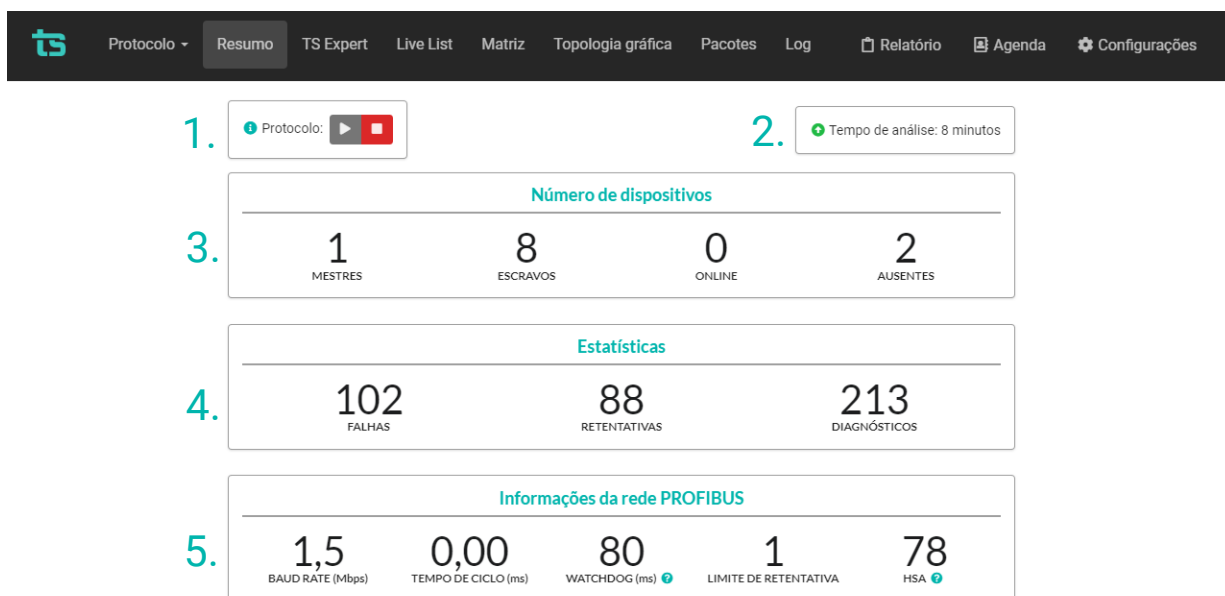 ts Protocolo Resumo TS Expert Live List Matriz Topologia gráfica Pacotes Log Relatório Agenda Configurações
1. Protocolo: 2. Tempo de análise: 8 minutos
Número de dispositivos
3. 1 8 0 2
MESTRES ESCRAVOS ONLINE AUSENTES
Estatísticas
4. 102 88 213
FALHAS RETENTATIVAS DIAGNÓSTICOS
Informações da rede PROFIBUS
5. 1,5 0,00 80 1 78
BAUD RATE (Mbps) TEMPO DE CICLO (ms) WATCHDOG (ms) ? LIMITE DE RETENTATIVA HSA ?